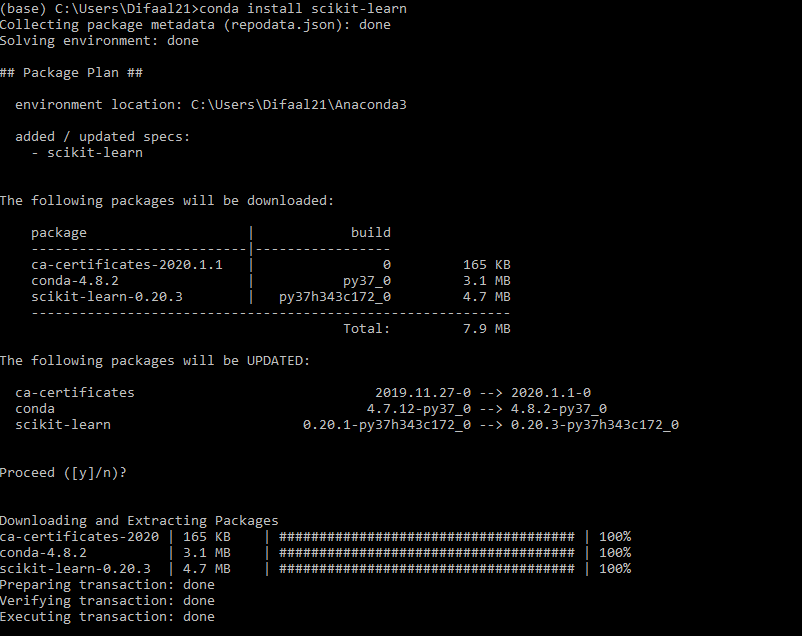 (base) C:\Users\Difaal21>conda install scikit-learn
Collecting package metadata (repodata.json): done
Solving environment: done

## Package Plan ##

  environment location: C:\Users\Difaal21\Anaconda3

  added / updated specs:
    - scikit-learn


The following packages will be downloaded:

    package                    |            build
    ---------------------------|-----------------
    ca-certificates-2020.1.1   |                0         165 KB
    conda-4.8.2                |           py37_0         3.1 MB
    scikit-learn-0.20.3        |   py37h343c172_0         4.7 MB
    ------------------------------------------------------------
                                           Total:         7.9 MB

The following packages will be UPDATED:

  ca-certificates                              2019.11.27-0 --> 2020.1.1-0
  conda                                       4.7.12-py37_0 --> 4.8.2-py37_0
  scikit-learn                        0.20.1-py37h343c172_0 --> 0.20.3-py37h343c172_0


Proceed ([y]/n)?


Downloading and Extracting Packages
ca-certificates-2020 | 165 KB    | ##################################### | 100%
conda-4.8.2          | 3.1 MB    | ##################################### | 100%
scikit-learn-0.20.3  | 4.7 MB    | ##################################### | 100%
Preparing transaction: done
Verifying transaction: done
Executing transaction: done